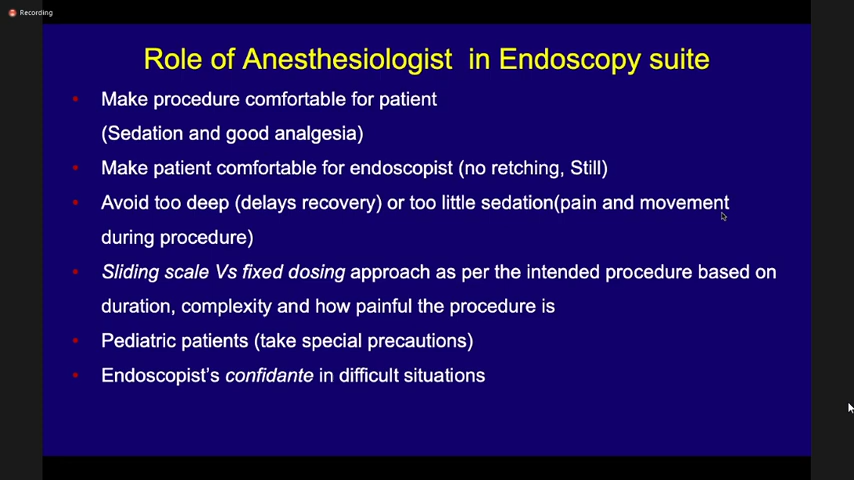 Recording
Role of Anesthesiologist in Endoscopy suite
• Make procedure comfortable for patient
(Sedation and good analgesia)
• Make patient comfortable for endoscopist (no retching, Still)
• Avoid too deep (delays recovery) or too little sedation(pain and movement
during procedure)
• Sliding scale Vs fixed dosing approach as per the intended procedure based on
duration, complexity and how painful the procedure is
• Pediatric patients (take special precautions)
• Endoscopist's confidante in difficult situations